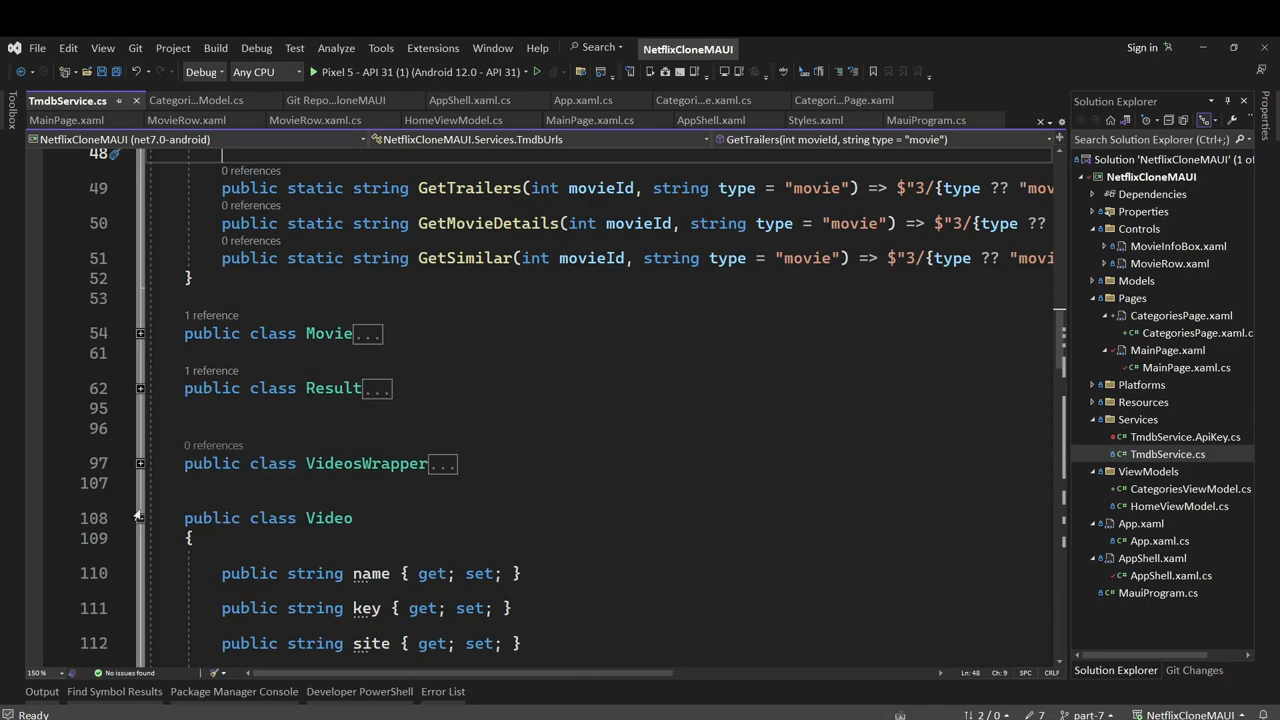 File Edit View Git Project Build Debug Test Analyze Tools Extensions Window Help Search NetflixCloneMAUI Sign in
Debug Any CPU Pixel 5 - API 31 (1) (Android 12.0 - API 31)
TmdbService.cs Categori...Model.cs Git Repo...loneMAUI AppShell.xaml.cs App.xaml.cs Categori...e.xaml.cs Categori...Page.xaml
MainPage.xaml MovieRow.xaml.cs MovieRow.xaml.cs HomeViewModel.cs MainPage.xaml.cs AppShell.xaml Styles.xaml MauiProgram.cs
NetflixCloneMAUI (net7.0-android) NetflixCloneMAUI.Services.TmdbUrls GetTrailers(int movieId, string type = "movie")
Toolbox
48
0 references
49 public static string GetTrailers(int movieId, string type = "movie") => $"3/{type ?? "mov
0 references
50 public static string GetMovieDetails(int movieId, string type = "movie") => $"3/{type ??
0 references
51 public static string GetSimilar(int movieId, string type = "movie") => $"3/{type ?? "movi
52 }
53
1 reference
54 public class Movie...
61
1 reference
62 public class Result...
95
96
0 references
97 public class VideosWrapper...
107
108 public class Video
109 {
110 public string name { get; set; }
111 public string key { get; set; }
112 public string site { get; set; }
150 % No issues found Ln: 48 Ch: 9 SPC CRLF
Output Find Symbol Results Package Manager Console Developer PowerShell Error List
Ready 2 / 0 7 part-7 NetflixCloneMAUI
Solution Explorer
Search Solution Explorer (Ctrl+;)
Solution 'NetflixCloneMAUI' (1 of
NetflixCloneMAUI
Dependencies
Properties
Controls
MovieInfoBox.xaml
MovieRow.xaml
Models
Pages
CategoriesPage.xaml
C# CategoriesPage.xaml.c
MainPage.xaml
C# MainPage.xaml.cs
Platforms
Resources
Services
C# TmdbService.ApiKey.cs
C# TmdbService.cs
ViewModels
C# CategoriesViewModel.cs
C# HomeViewModel.cs
App.xaml
C# App.xaml.cs
AppShell.xaml
C# AppShell.xaml.cs
C# MauiProgram.cs
Solution Explorer Git Changes
Properties